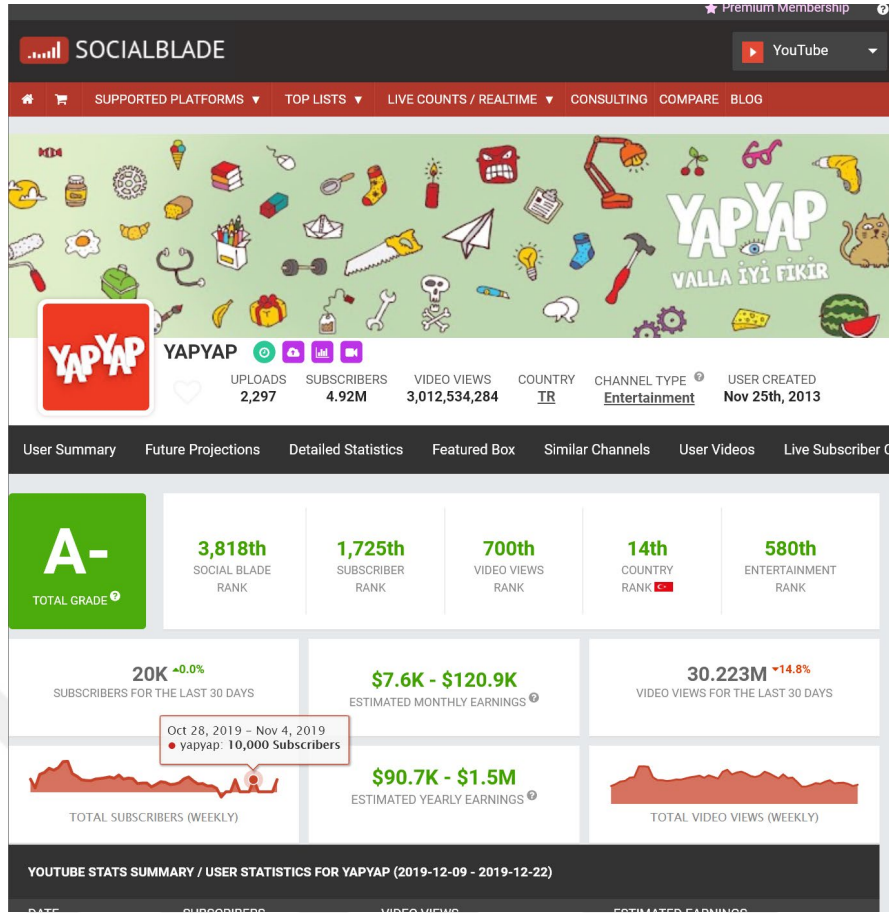 Premium Membership
SOCIALBLADE
YouTube
SUPPORTED PLATFORMS ▼ TOP LISTS ▼ LIVE COUNTS / REALTIME ▼ CONSULTING COMPARE BLOG
YAPYAP
VALLA İYİ FİKİR
YAPYAP
YAPYAP
UPLOADS SUBSCRIBERS VIDEO VIEWS COUNTRY CHANNEL TYPE USER CREATED
2,297 4.92M 3,012,534,284 TR Entertainment Nov 25th, 2013
User Summary Future Projections Detailed Statistics Featured Box Similar Channels User Videos Live Subscriber
A-
TOTAL GRADE
3,818th 1,725th 700th 14th 580th
SOCIAL BLADE SUBSCRIBER VIDEO VIEWS COUNTRY ENTERTAINMENT
RANK RANK RANK RANK RANK
20K 0.0%
SUBSCRIBERS FOR THE LAST 30 DAYS
$7.6K - $120.9K
ESTIMATED MONTHLY EARNINGS
30.223M 14.8%
VIDEO VIEWS FOR THE LAST 30 DAYS
Oct 28, 2019 – Nov 4, 2019
yapyap: 10,000 Subscribers
TOTAL SUBSCRIBERS (WEEKLY)
$90.7K - $1.5M
ESTIMATED YEARLY EARNINGS
TOTAL VIDEO VIEWS (WEEKLY)
YOUTUBE STATS SUMMARY / USER STATISTICS FOR YAPYAP (2019-12-09 - 2019-12-22)
DATE SUBSCRIBERS VIDEO VIEWS ESTIMATED EARNINGS